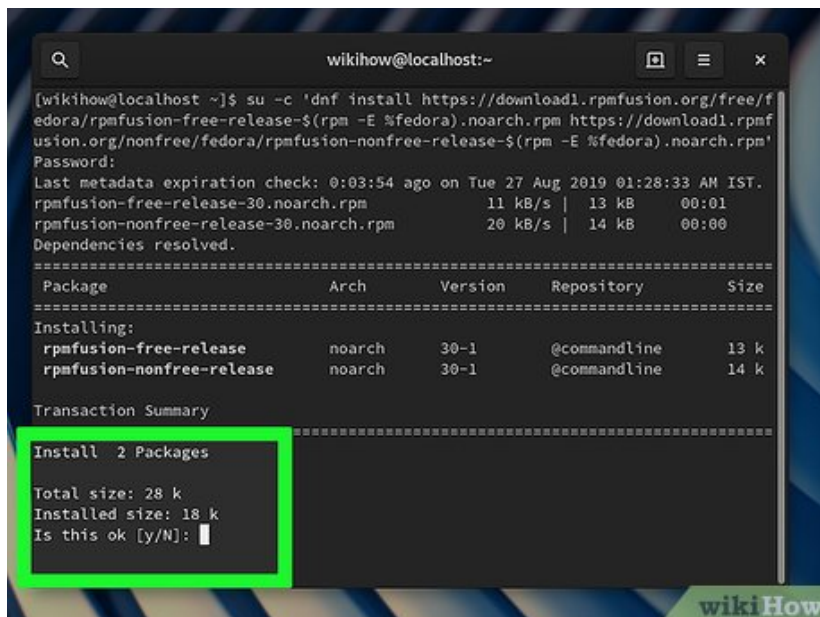 wikihow@localhost:~
[wikihow@localhost ~]$ su -c 'dnf install https://download1.rpmfusion.org/free/f
edora/rpmfusion-free-release-$(rpm -E %fedora).noarch.rpm https://download1.rpmf
usion.org/nonfree/fedora/rpmfusion-nonfree-release-$(rpm -E %fedora).noarch.rpm'
Password:
Last metadata expiration check: 0:03:54 ago on Tue 27 Aug 2019 01:28:33 AM IST.
rpmfusion-free-release-30.noarch.rpm 11 kB/s | 13 kB 00:01
rpmfusion-nonfree-release-30.noarch.rpm 20 kB/s | 14 kB 00:00
Dependencies resolved.
================================================================================
Package Arch Version Repository Size
================================================================================
Installing:
rpmfusion-free-release noarch 30-1 @commandline 13 k
rpmfusion-nonfree-release noarch 30-1 @commandline 14 k
Transaction Summary
================================================================================
Install 2 Packages
Total size: 28 k
Installed size: 18 k
Is this ok [y/N]:
wikiHow